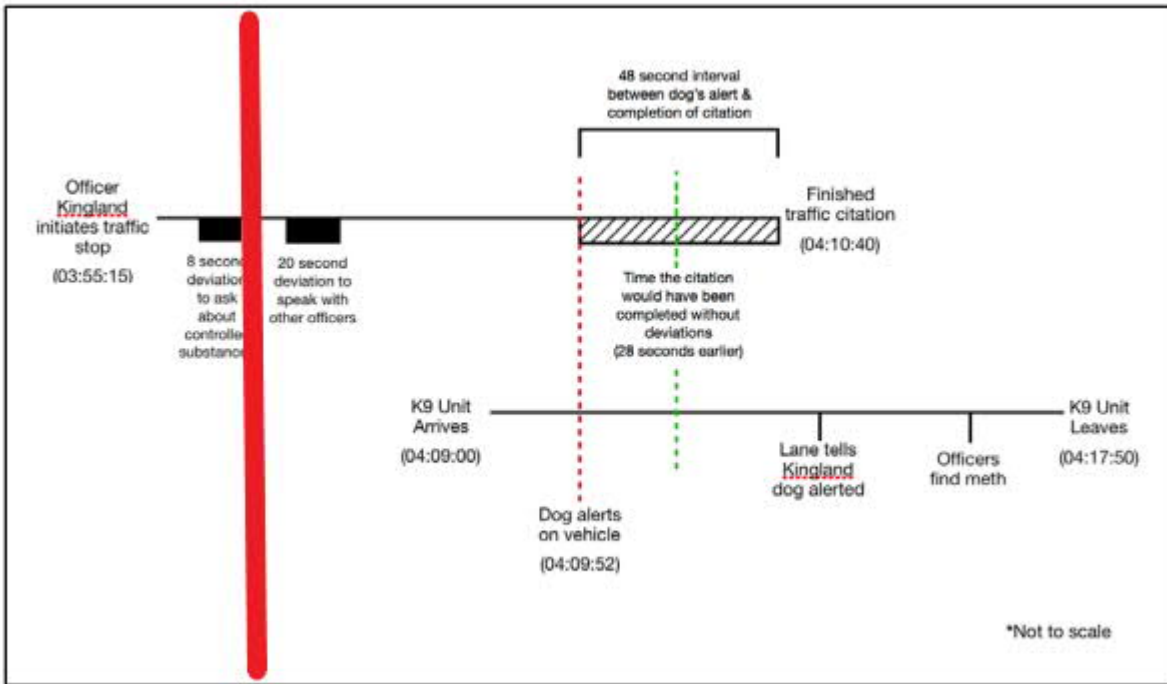 48 second interval
between dog's alert &
completion of citation
Officer
Kingland
initiates traffic
stop
(03:55:15)
8 second
deviation
to ask
about
controlled
20 second
deviation to
speak with
other officers
Finished
traffic citation
(04:10:40)
Time the citation
would have been
completed without
deviations
(28 seconds earlier)
K9 Unit
Arrives
(04:09:00)
Dog alerts
on vehicle
(04:09:52)
Lane tells
Kingland
dog alerted
Officers
find meth
K9 Unit
Leaves
(04:17:50)
*Not to scale